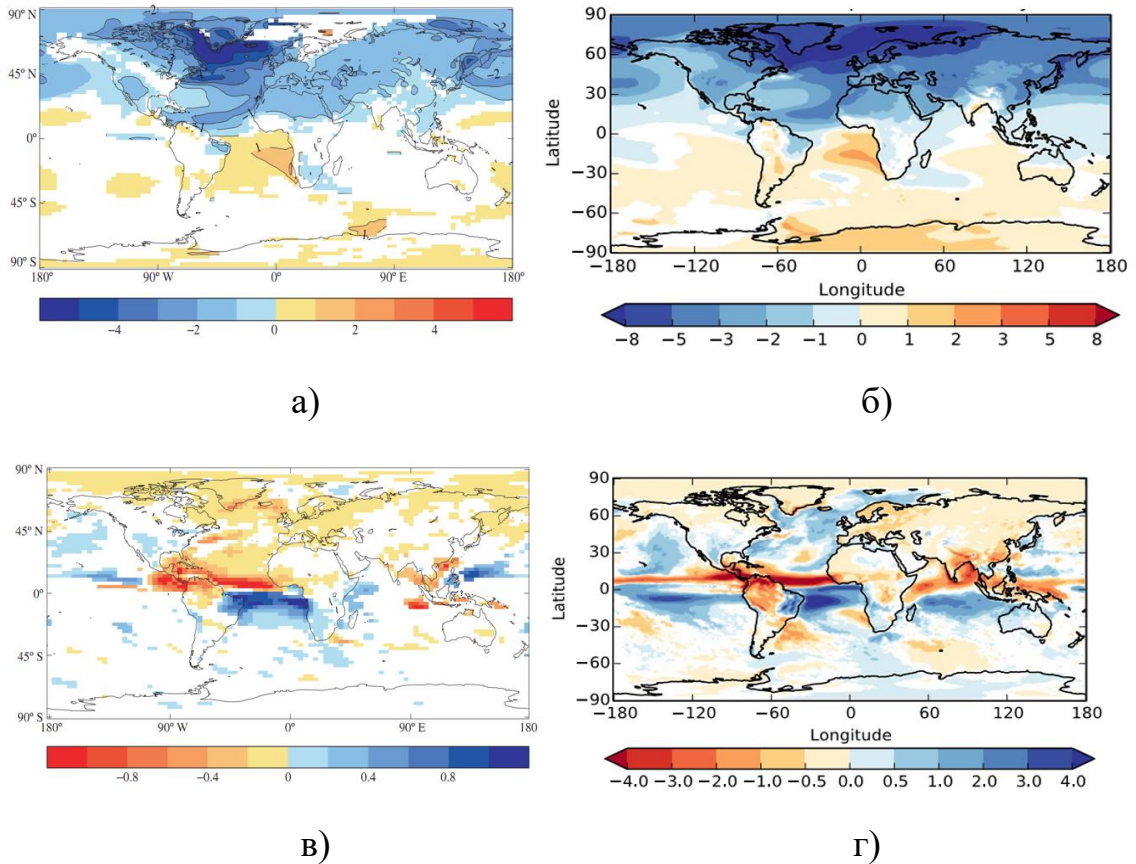 90° N
45° N
0°
45° S
90° S
180°
90° W
0°
90° E
180°
-2
-2
-2
−4 −2 0 2 4
а)
90
60
30
0
−30
−60
−90
Latitude
−180 −120 −60 0 60 120 180
Longitude
−8 −5 −3 −2 −1 0 1 2 3 5 8
б)
90° N
45° N
0°
45° S
90° S
180° 90° W 0° 90° E 180°
−0.8 −0.4 0 0.4 0.8
в)
90
60
30
0
−30
−60
−90
Latitude
−180 −120 −60 0 60 120 180
Longitude
−4.0 −3.0 −2.0 −1.0 −0.5 0.0 0.5 1.0 2.0 3.0 4.0
г)